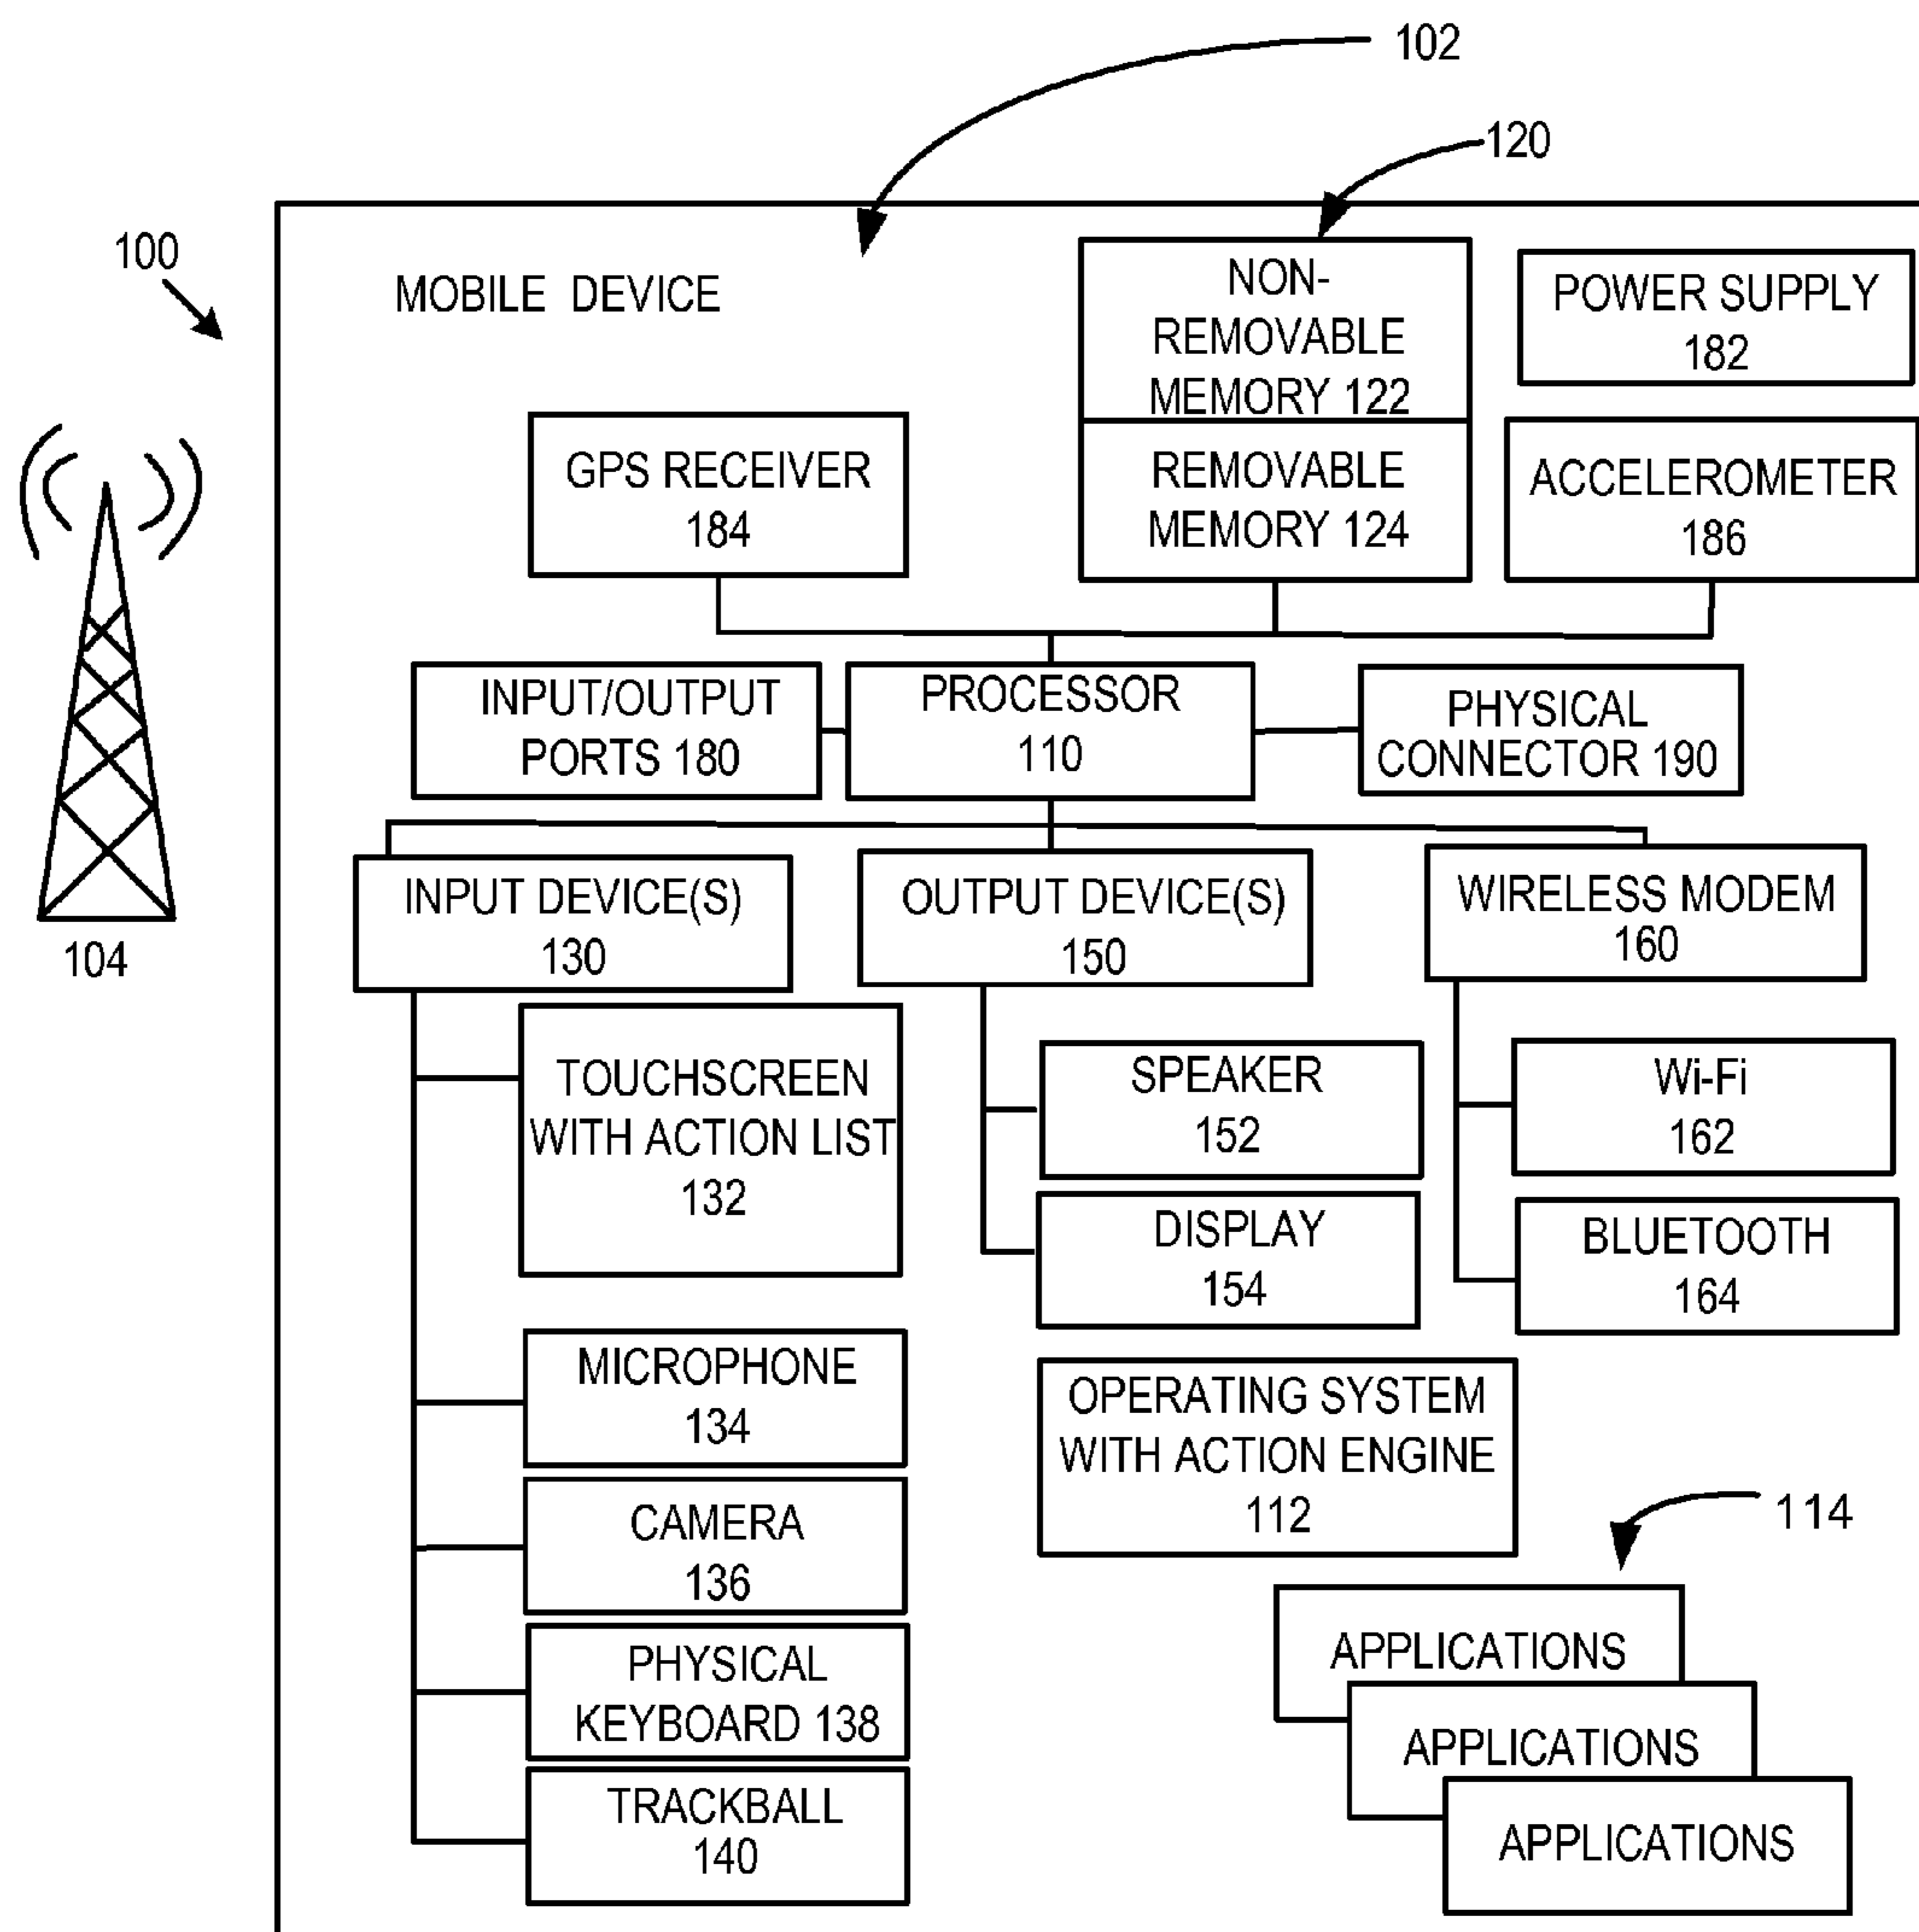 102
120
100
MOBILE DEVICE
NON-
REMOVABLE
MEMORY 122
POWER SUPPLY
182
GPS RECEIVER
184
REMOVABLE
MEMORY 124
ACCELEROMETER
186
INPUT/OUTPUT
PORTS 180
PROCESSOR
110
PHYSICAL
CONNECTOR 190
INPUT DEVICE(S)
130
OUTPUT DEVICE(S)
150
WIRELESS MODEM
160
104
TOUCHSCREEN
WITH ACTION LIST
132
SPEAKER
152
Wi-Fi
162
DISPLAY
154
BLUETOOTH
164
MICROPHONE
134
OPERATING SYSTEM
WITH ACTION ENGINE
112
CAMERA
136
114
PHYSICAL
KEYBOARD 138
APPLICATIONS
APPLICATIONS
TRACKBALL
140
APPLICATIONS